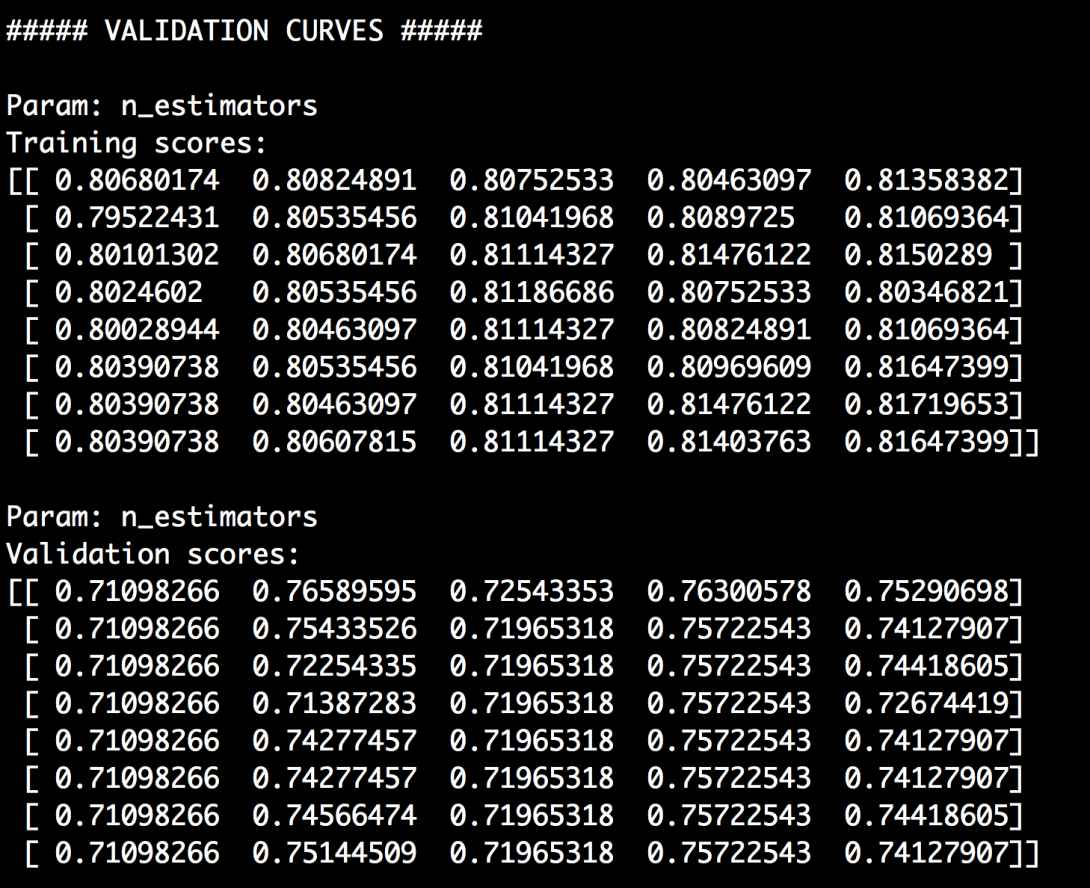 ##### VALIDATION CURVES #####
Param: n_estimators
Training scores:
[[ 0.80680174  0.80824891  0.80752533  0.80463097  0.81358382]
 [ 0.79522431  0.80535456  0.81041968  0.8089725   0.81069364]
 [ 0.80101302  0.80680174  0.81114327  0.81476122  0.8150289 ]
 [ 0.8024602   0.80535456  0.81186686  0.80752533  0.80346821]
 [ 0.80028944  0.80463097  0.81114327  0.80824891  0.81069364]
 [ 0.80390738  0.80535456  0.81041968  0.80969609  0.81647399]
 [ 0.80390738  0.80463097  0.81114327  0.81476122  0.81719653]
 [ 0.80390738  0.80607815  0.81114327  0.81403763  0.81647399]]
Param: n_estimators
Validation scores:
[[ 0.71098266  0.76589595  0.72543353  0.76300578  0.75290698]
 [ 0.71098266  0.75433526  0.71965318  0.75722543  0.74127907]
 [ 0.71098266  0.72254335  0.71965318  0.75722543  0.74418605]
 [ 0.71098266  0.71387283  0.71965318  0.75722543  0.72674419]
 [ 0.71098266  0.74277457  0.71965318  0.75722543  0.74127907]
 [ 0.71098266  0.74277457  0.71965318  0.75722543  0.74127907]
 [ 0.71098266  0.74566474  0.71965318  0.75722543  0.74418605]
 [ 0.71098266  0.75144509  0.71965318  0.75722543  0.74127907]]